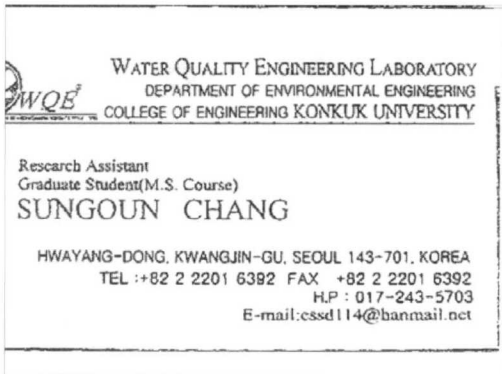 WQE
WATER QUALITY ENGINEERING LABORATORY
DEPARTMENT OF ENVIRONMENTAL ENGINEERING
COLLEGE OF ENGINEERING KONKUK UNIVERSITY
Research Assistant
Graduate Student(M.S. Course)
SUNGOUN CHANG
HWAYANG-DONG, KWANGJIN-GU, SEOUL 143-701, KOREA
TEL :+82 2 2201 6392 FAX +82 2 2201 6392
H.P : 017-243-5703
E-mail:cssd114@hanmail.net